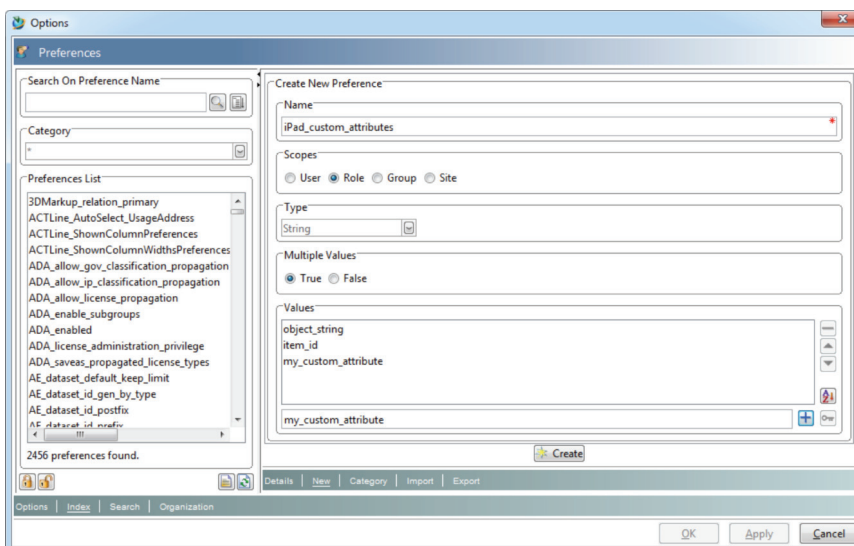 Options
Preferences
Search On Preference Name
Category
*
Preferences List
3DMarkup_relation_primary
ACTLine_AutoSelect_UsageAddress
ACTLine_ShownColumnPreferences
ACTLine_ShownColumnWidthsPreferences
ADA_allow_gov_classification_propagation
ADA_allow_ip_classification_propagation
ADA_allow_license_propagation
ADA_enable_subgroups
ADA_enabled
ADA_license_administration_privilege
ADA_saveas_propagated_license_types
AE_dataset_default_keep_limit
AE_dataset_id_gen_by_type
AE_dataset_id_postfix
AE_dataset_id_prefix
2456 preferences found.
Create New Preference
Name
iPad_custom_attributes *
Scopes
User Role Group Site
Type
String
Multiple Values
True False
Values
object_string
item_id
my_custom_attribute
my_custom_attribute
Create
Details | New | Category | Import | Export
Options | Index | Search | Organization
OK Apply Cancel